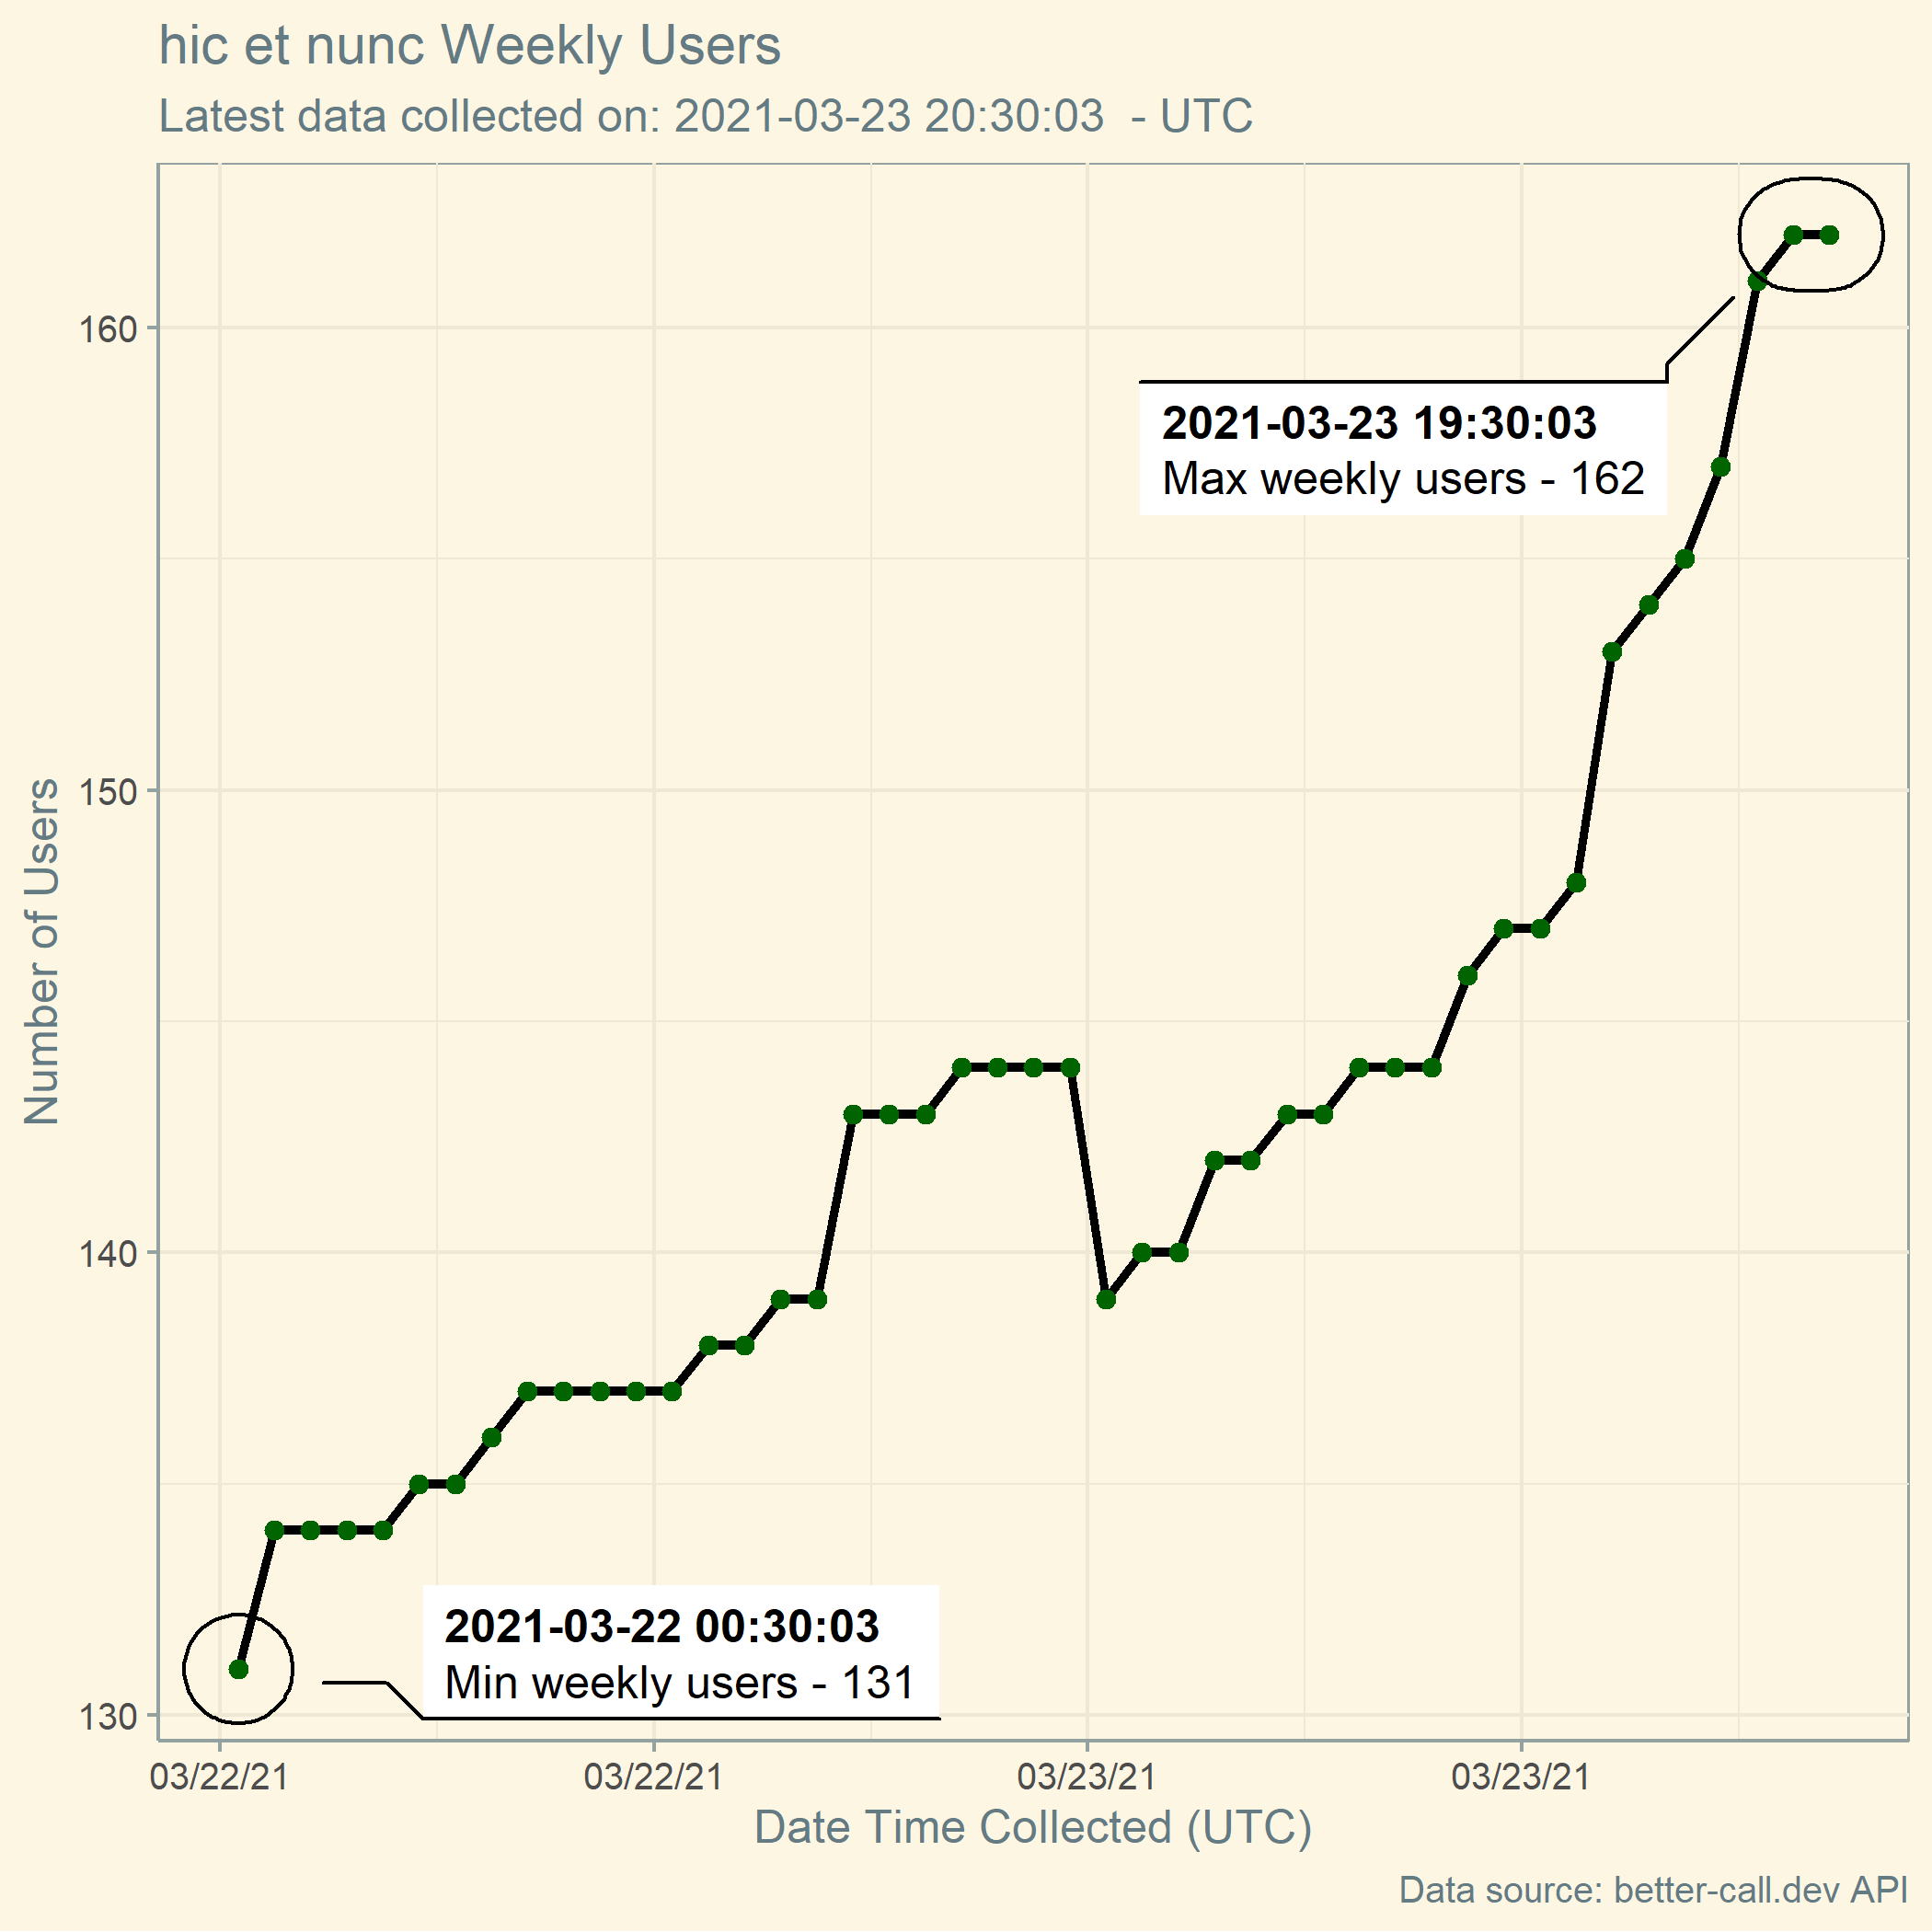 hic et nunc Weekly Users
Latest data collected on: 2021-03-23 20:30:03  - UTC
Number of Users
160
150
140
130
2021-03-23 19:30:03
Max weekly users - 162
2021-03-22 00:30:03
Min weekly users - 131
03/22/21 03/22/21 03/23/21 03/23/21
Date Time Collected (UTC)
Data source: better-call.dev API